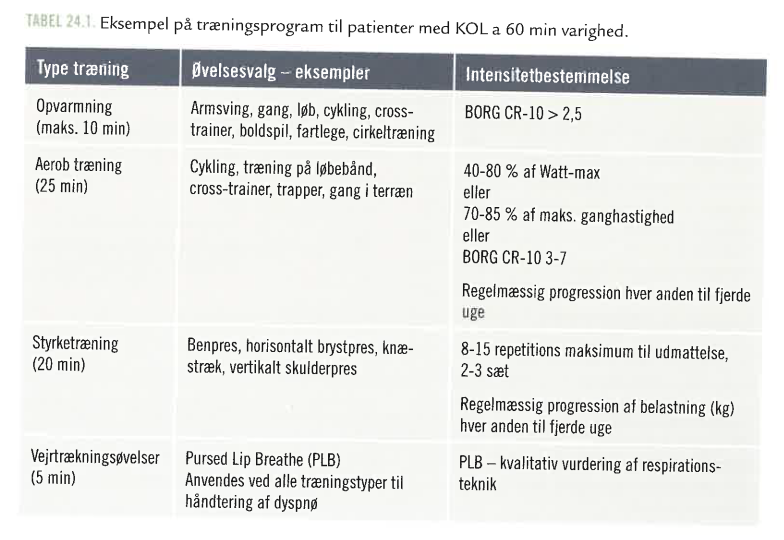 TABEL 24.1. Eksempel på træningsprogram til patienter med KOL a 60 min varighed.
Type træning
Øvelsesvalg – eksempler
Intensitetbestemmelse
Opvarmning
(maks. 10 min)
Armsving, gang, løb, cykling, cross-
trainer, boldspil, fartlege, cirkeltræning
BORG CR-10 > 2,5
Aerob træning
(25 min)
Cykling, træning på løbebånd,
cross-trainer, trapper, gang i terræn
40-80 % af Watt-max
eller
70-85 % af maks. ganghastighed
eller
BORG CR-10 3-7
Regelmæssig progression hver anden til fjerde
uge
Styrketræning
(20 min)
Benpres, horisontalt brystpres, knæ-
stræk, vertikalt skulderpres
8-15 repetitions maksimum til udmattelse,
2-3 sæt
Regelmæssig progression af belastning (kg)
hver anden til fjerde uge
Vejrtrækningsøvelser
(5 min)
Pursed Lip Breathe (PLB)
Anvendes ved alle træningstyper til
håndtering af dyspnø
PLB – kvalitativ vurdering af respirations-
teknik